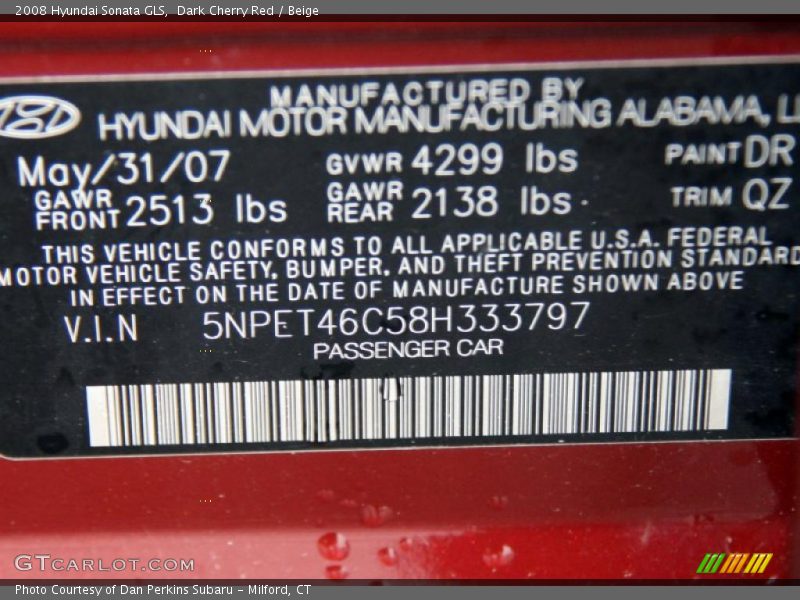 2008 Hyundai Sonata GLS,  Dark Cherry Red / Beige
MANUFACTURED BY
HYUNDAI MOTOR MANUFACTURING ALABAMA,
May/31/07 GVWR 4299 lbs PAINT DR
GAWR FRONT 2513 lbs GAWR REAR 2138 lbs TRIM QZ
THIS VEHICLE CONFORMS TO ALL APPLICABLE U.S.A. FEDERAL
MOTOR VEHICLE SAFETY, BUMPER, AND THEFT PREVENTION STANDARD
IN EFFECT ON THE DATE OF MANUFACTURE SHOWN ABOVE
V.I.N 5NPET46C58H333797
PASSENGER CAR
GTCARLOT.COM
Photo Courtesy of Dan Perkins Subaru – Milford, CT